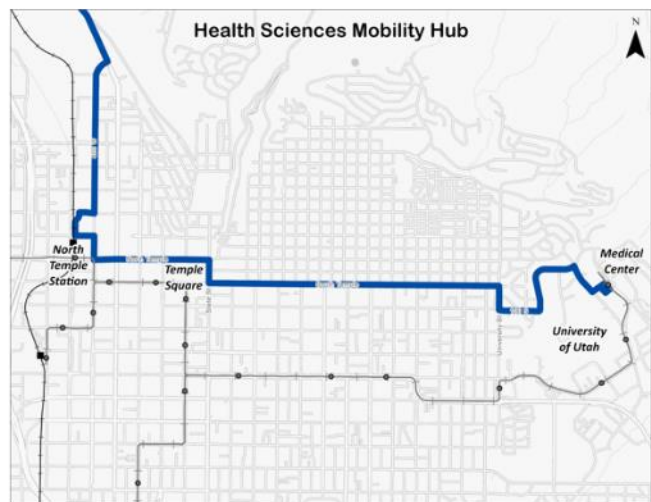 Health Sciences Mobility Hub
N
North
Temple
Station
Temple
Square
Medical
Center
University
of Utah